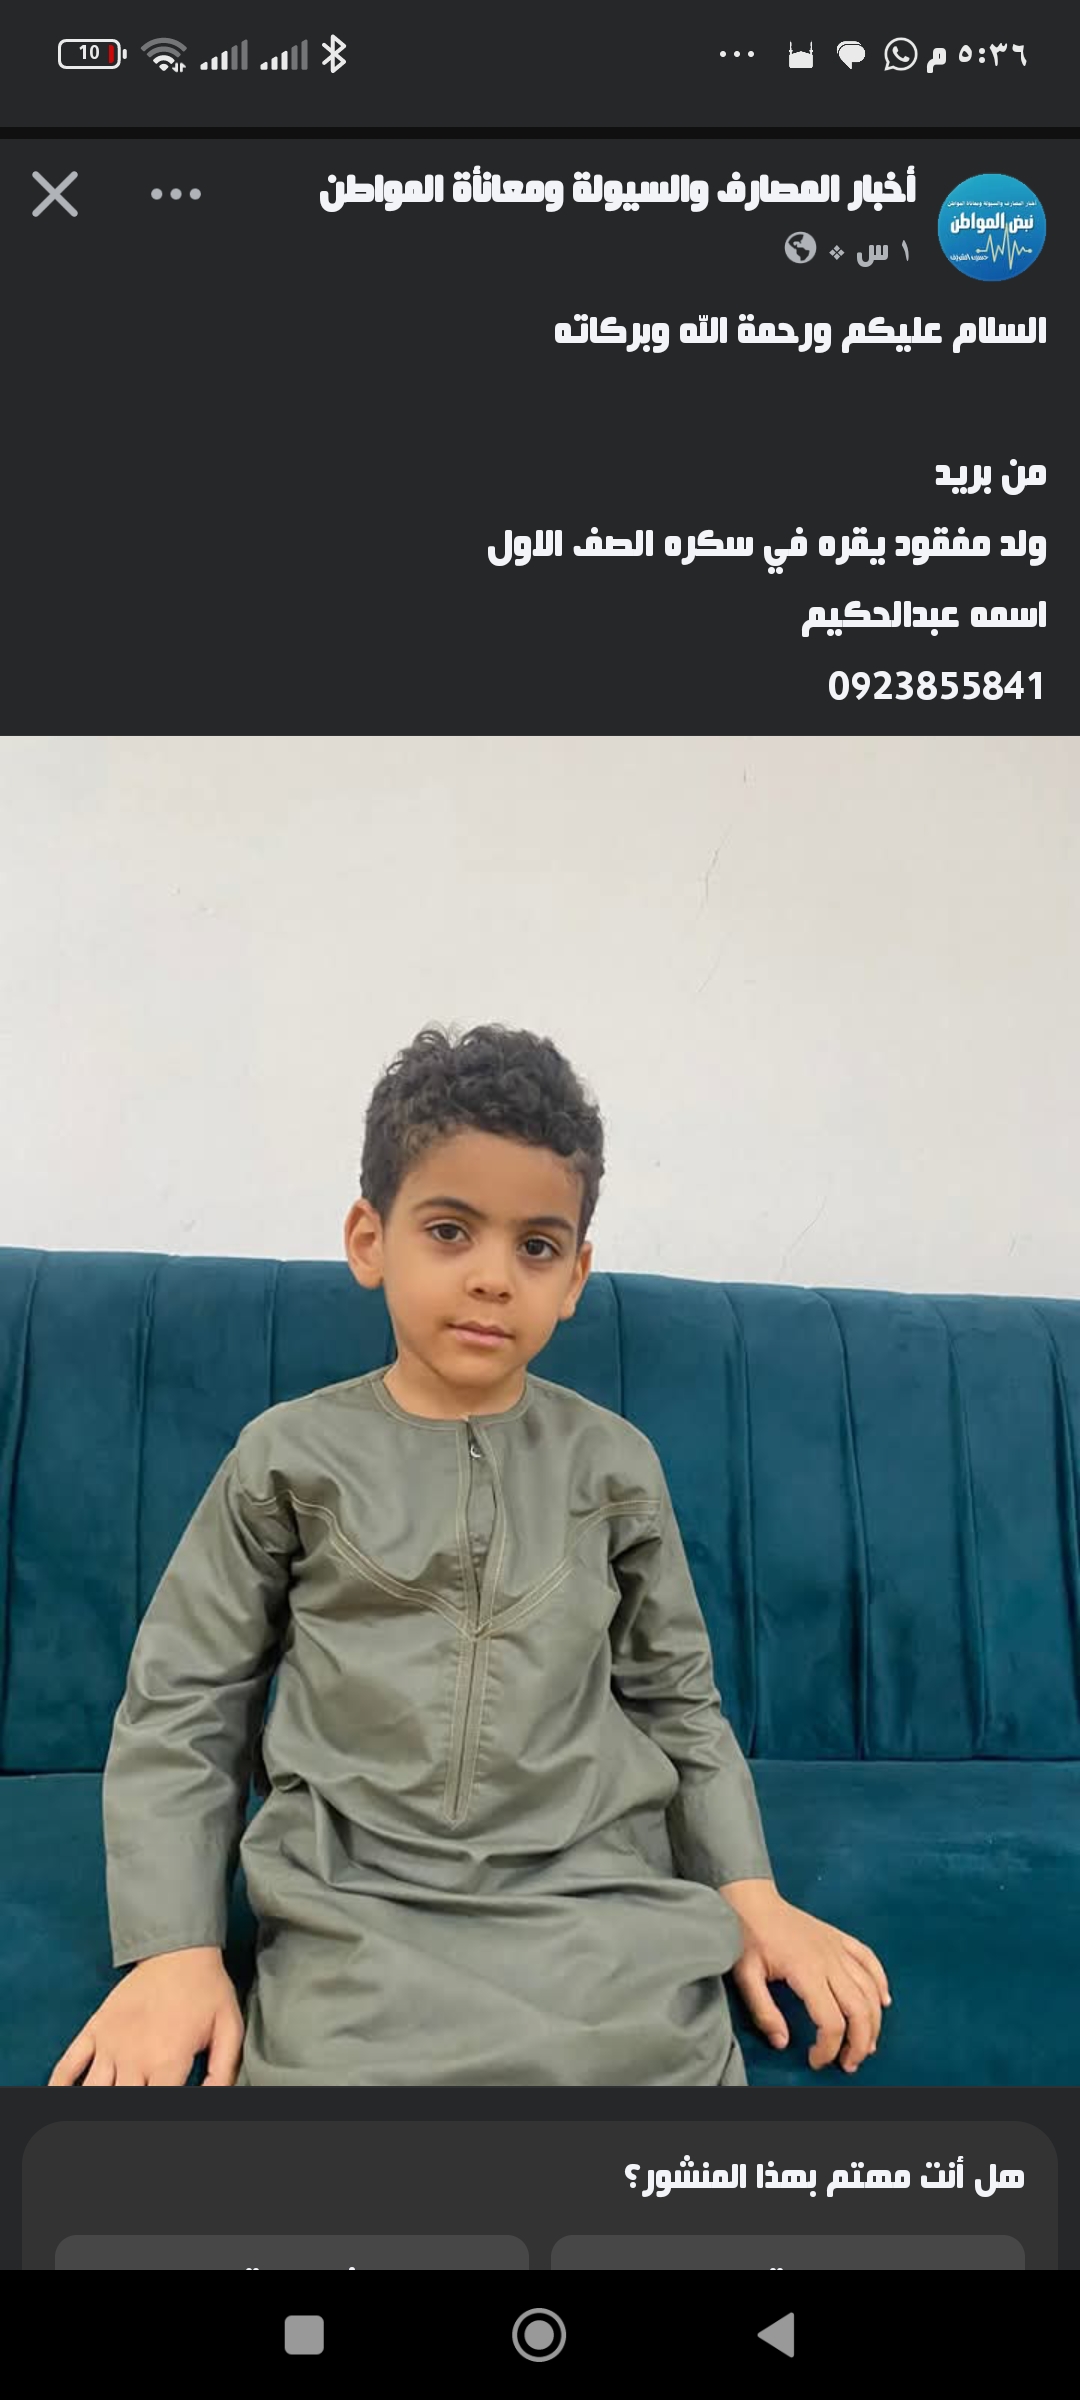 10
٥:٣٦ م
أخبار المصارف والسيولة ومعانأة المواطن
١ س
نبض المواطن
السلام عليكم ورحمة الله وبركاته
من بريد
ولد مفقود يقره في سكره الصف الاول
اسمه عبدالحكيم
0923855841
هل أنت مهتم بهذا المنشور؟